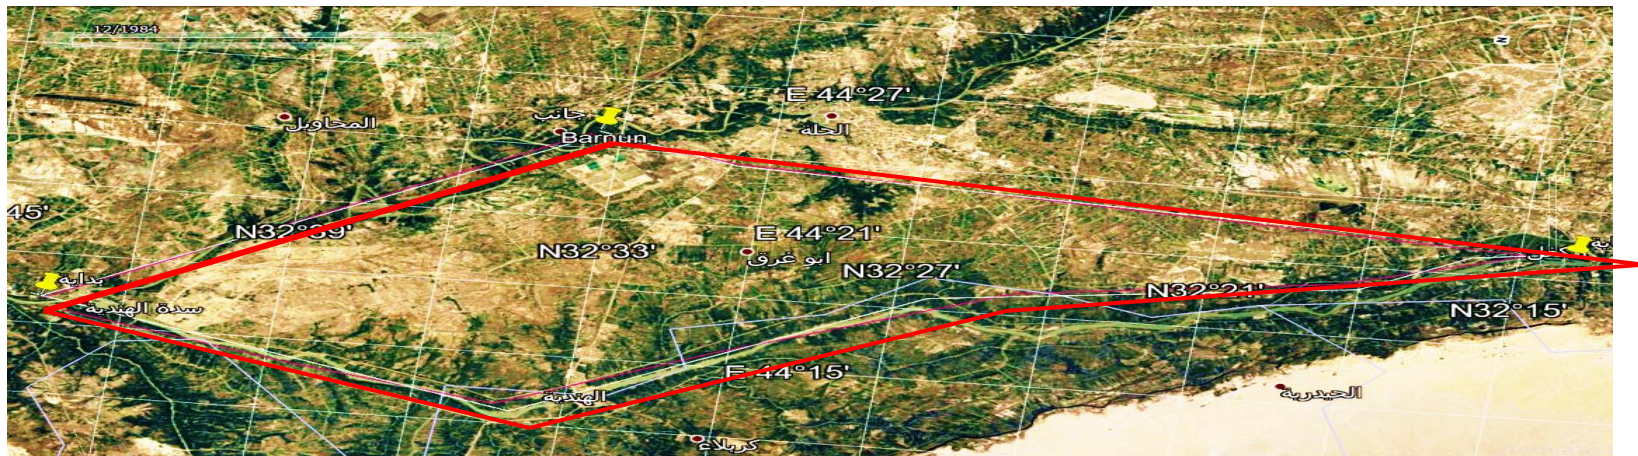 12/1984
N
E 44°27'
جانب
المحاويل
Barnun
الحلة
45'
N32°39'
E 44°21'
N32°33'
ابو غرق
N32°27'
بداية
سدة الهندية
N32°21'
N32°15'
E 44°15'
الهندية
الحيدرية
كربلاء